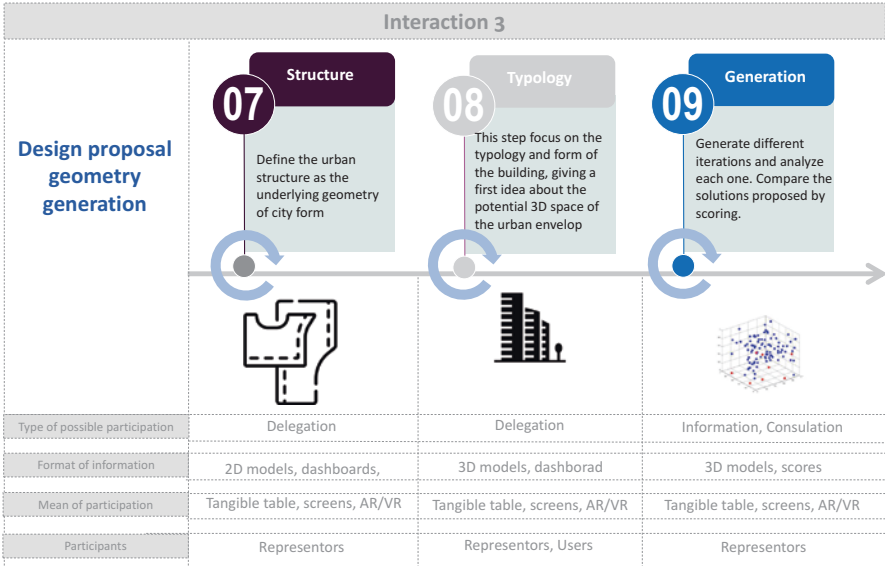 Interaction 3
Design proposal
geometry
generation
07
Structure
Define the urban
structure as the
underlying geometry
of city form
08
Typology
This step focus on the
typology and form of
the building, giving a
first idea about the
potential 3D space of
the urban envelop
09
Generation
Generate different
iterations and analyze
each one. Compare the
solutions proposed by
scoring.
Type of possible participation
Delegation
Delegation
Information, Consulation
Format of information
2D models, dashboards,
3D models, dashborad
3D models, scores
Mean of participation
Tangible table, screens, AR/VR
Tangible table, screens, AR/VR
Tangible table, screens, AR/VR
Participants
Representors
Representors, Users
Representors